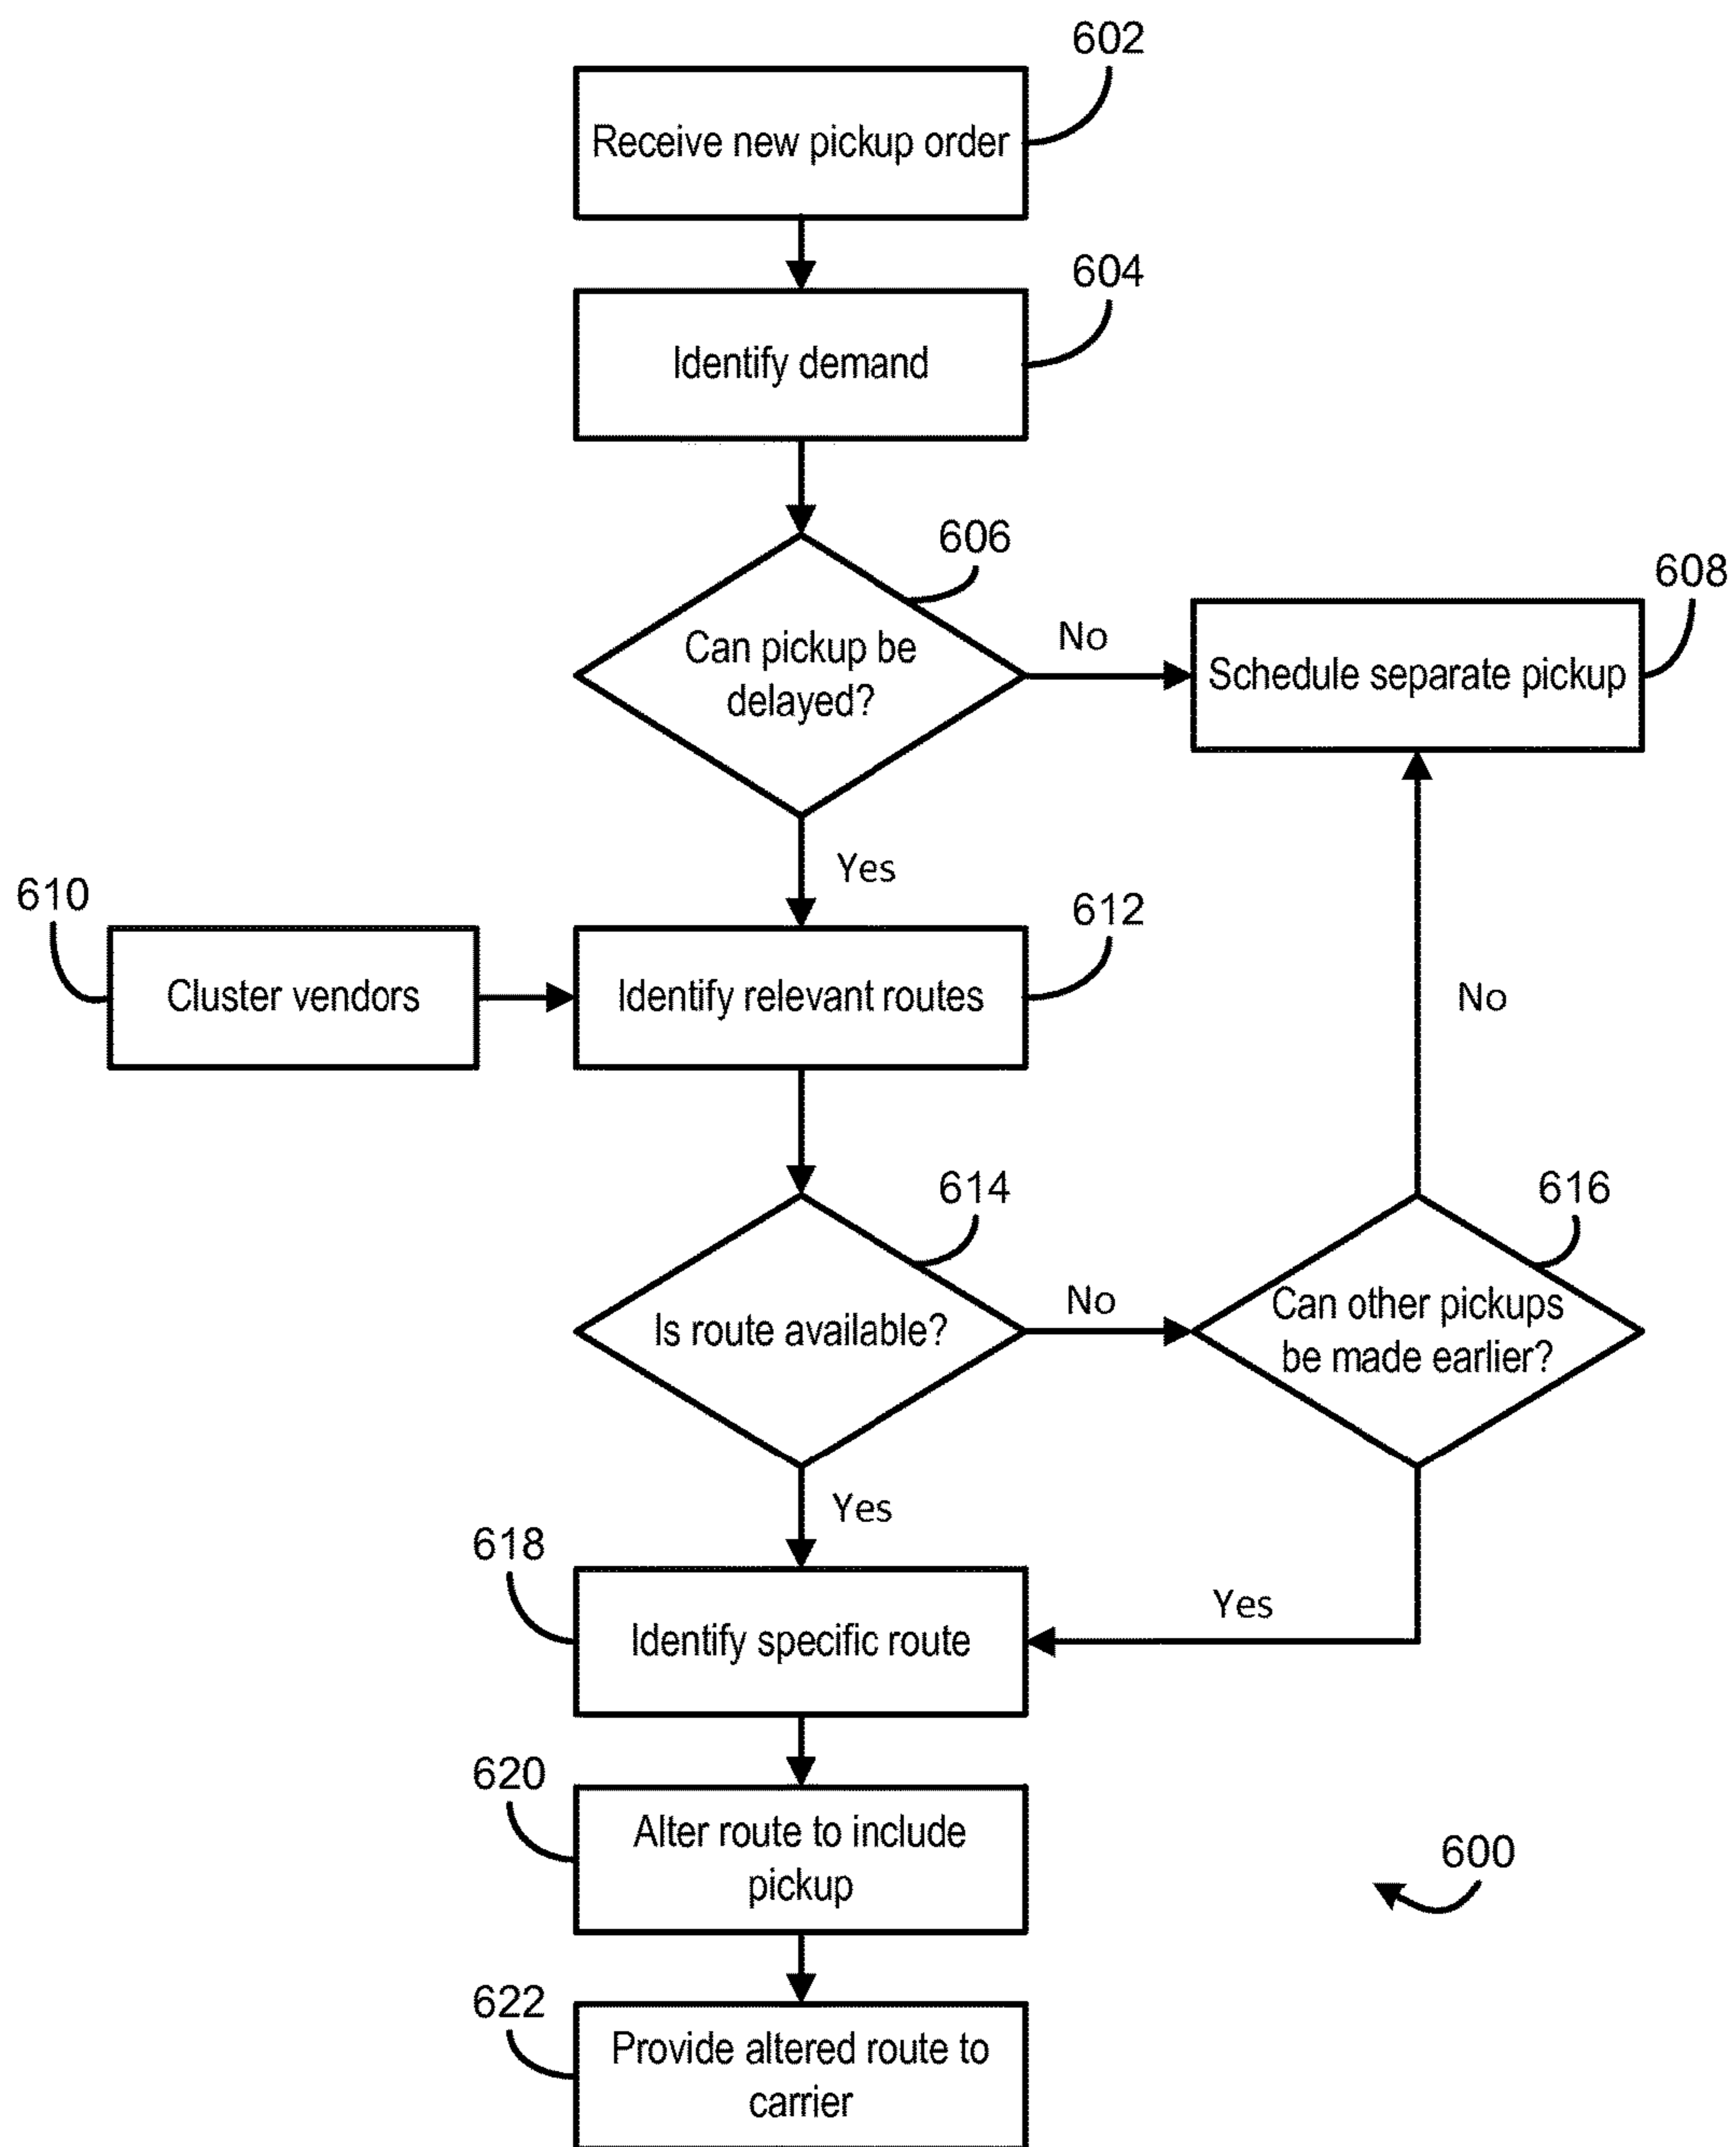 602
Receive new pickup order
604
Identify demand
606
Can pickup be
delayed?
No
608
Schedule separate pickup
Yes
610
Cluster vendors
612
Identify relevant routes
No
614
Is route available?
No
616
Can other pickups
be made earlier?
Yes
618
Identify specific route
Yes
620
Alter route to include
pickup
600
622
Provide altered route to
carrier